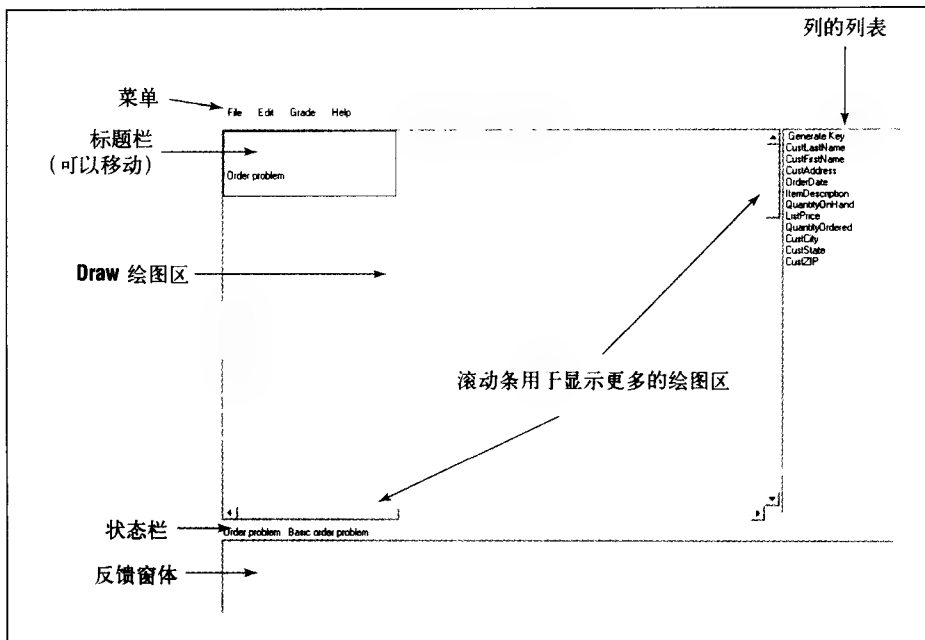 列的列表
菜单
File Edit Grade Help
标题栏
(可以移动)
Order problem
Generate Key
CustLastName
CustFirstName
CustAddress
OrderDate
ItemDescription
QuantityOnHand
ListPrice
QuantityOrdered
CustCity
CustState
CustZIP
Draw 绘图区
滚动条用于显示更多的绘图区
状态栏
Order problem Basic order problem
反馈窗体